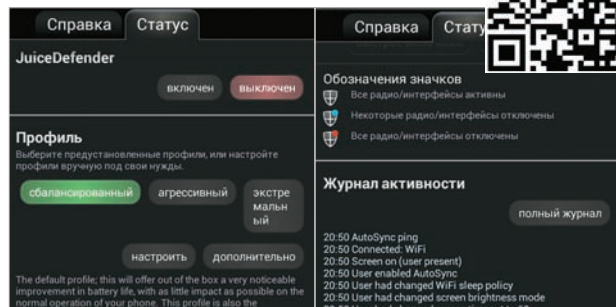 Справка Статус
JuiceDefender
включен выключен
Профиль
Выберите предустановленные профили, или настройте
профили вручную под свои нужды.
сбалансированный агрессивный экстре
мальн
ый
настроить дополнительно
The default profile; this will offer out of the box a very noticeable
improvement in battery life, with as little impact as possible on the
normal operation of your phone. This profile is also the
Справка Стату
Обозначения значков
Все радио/интерфейсы активны
Некоторые радио/интерфейсы отключены
Все радио/интерфейсы отключены
Журнал активности
полный журнал
20:50 AutoSync ping
20:50 Connected: WiFi
20:50 Screen on (user present)
20:50 User enabled AutoSync
20:50 User had changed WiFi sleep policy
20:50 User had changed screen brightness mode